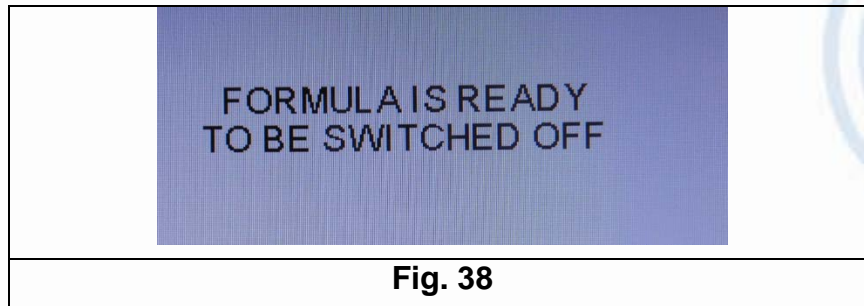 FORMULA IS READY
TO BE SWITCHED OFF
Fig. 38